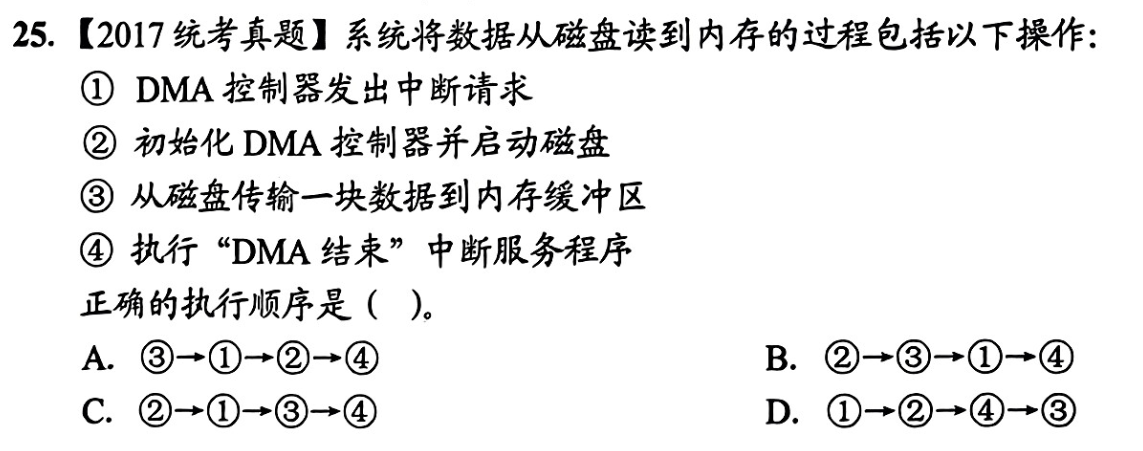 25.【2017 统考真题】系统将数据从磁盘读到内存的过程包括以下操作：
① DMA 控制器发出中断请求
② 初始化 DMA 控制器并启动磁盘
③ 从磁盘传输一块数据到内存缓冲区
④ 执行“DMA 结束”中断服务程序
正确的执行顺序是（ ）。
A. ③→①→②→④ B. ②→③→①→④
C. ②→①→③→④ D. ①→②→④→③